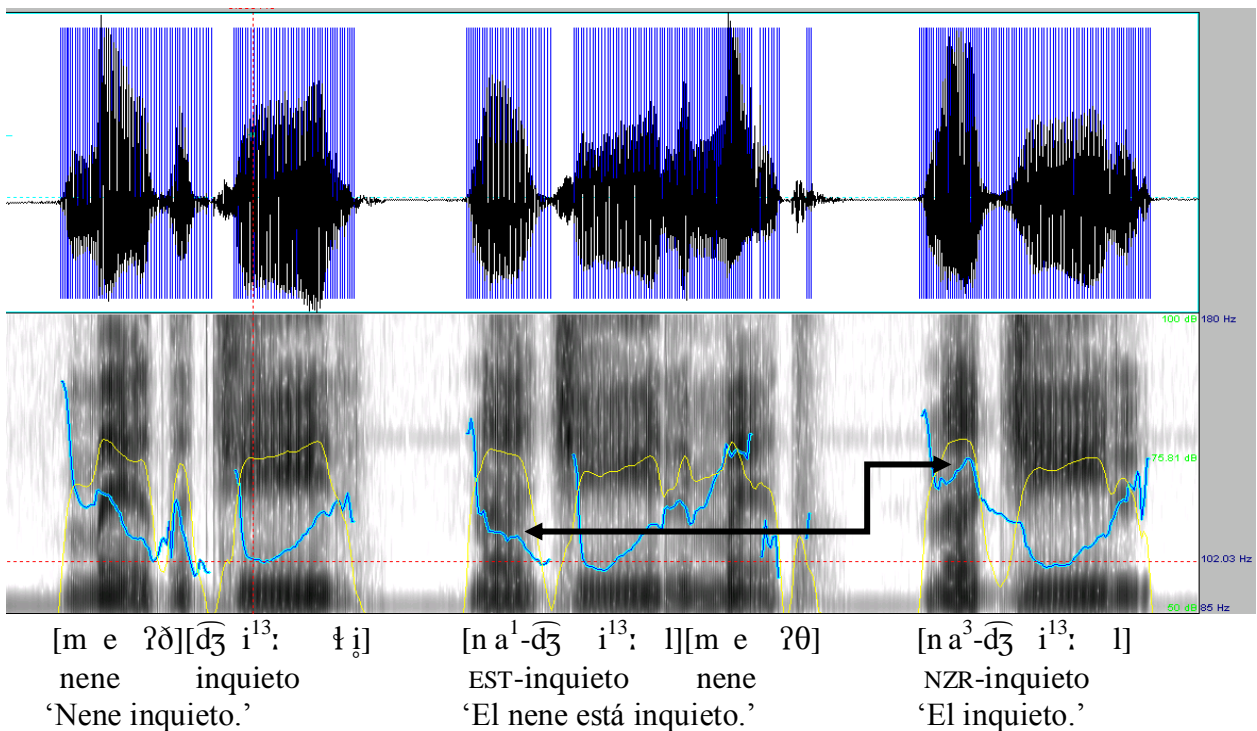 100 dB 180 Hz
75.81 dB
102.03 Hz
50 dB 85 Hz
[m e ʔð][d͡ʒ i¹³ː ɬ i̥] [n a¹-d͡ʒ i¹³ː l][m e ʔθ] [n a³-d͡ʒ i¹³ː l]
nene inquieto EST-inquieto nene NZR-inquieto
‘Nene inquieto.’ ‘El nene está inquieto.’ ‘El inquieto.’